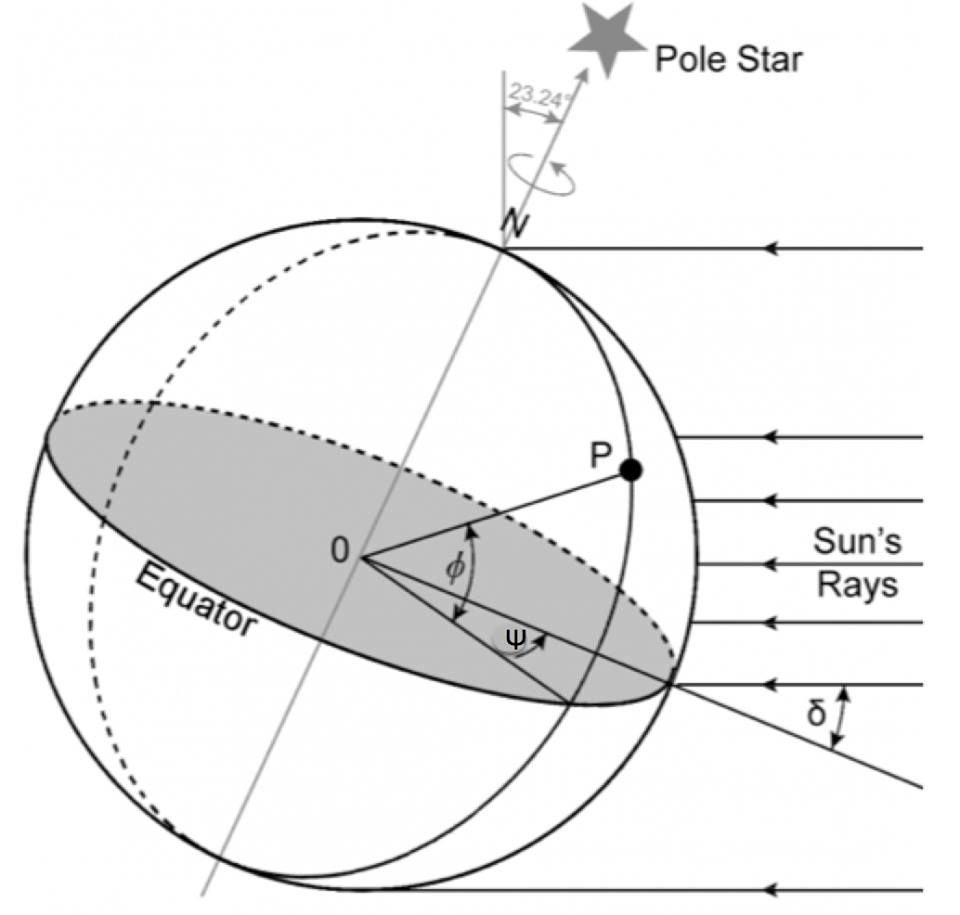 Pole Star
23.24°
N
P
Sun's
Rays
0
ϕ
Equator
Ψ
δ